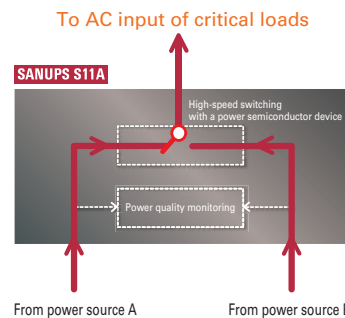 To AC input of critical loads
SANUPS S11A
High-speed switching
with a power semiconductor device
Power quality monitoring
From power source A
From power source